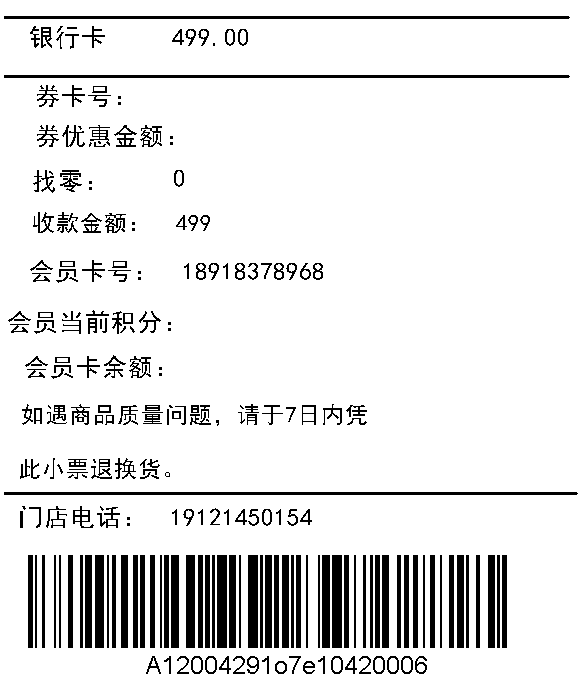 银行卡 499.00
券卡号：
券优惠金额：
找零： 0
收款金额： 499
会员卡号： 18918378968
会员当前积分：
会员卡余额：
如遇商品质量问题，请于7日内凭
此小票退换货。
门店电话： 19121450154
A12004291o7e10420006